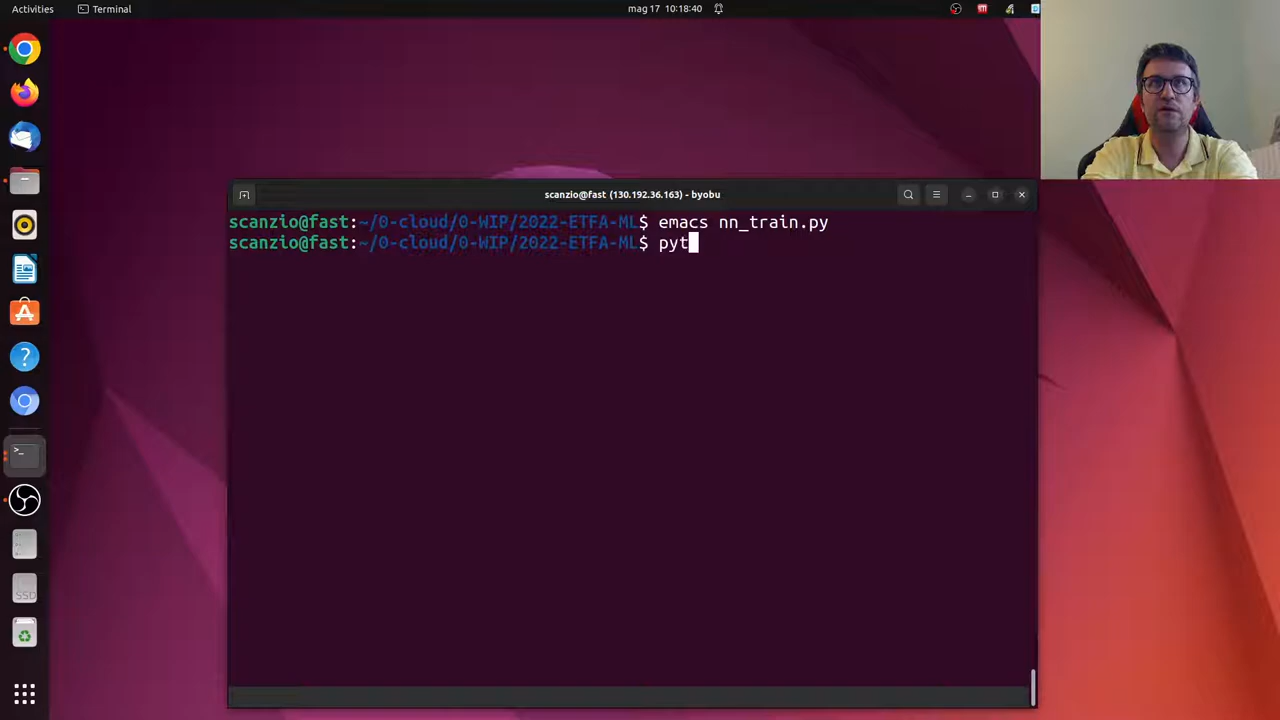 Activities
Terminal
mag 17 10:18:40
scanzio@fast (130.192.36.163) - byobu
scanzio@fast:~/0-cloud/0-WIP/2022-ETFA-ML$ emacs nn_train.py
scanzio@fast:~/0-cloud/0-WIP/2022-ETFA-ML$ pyt
SSD